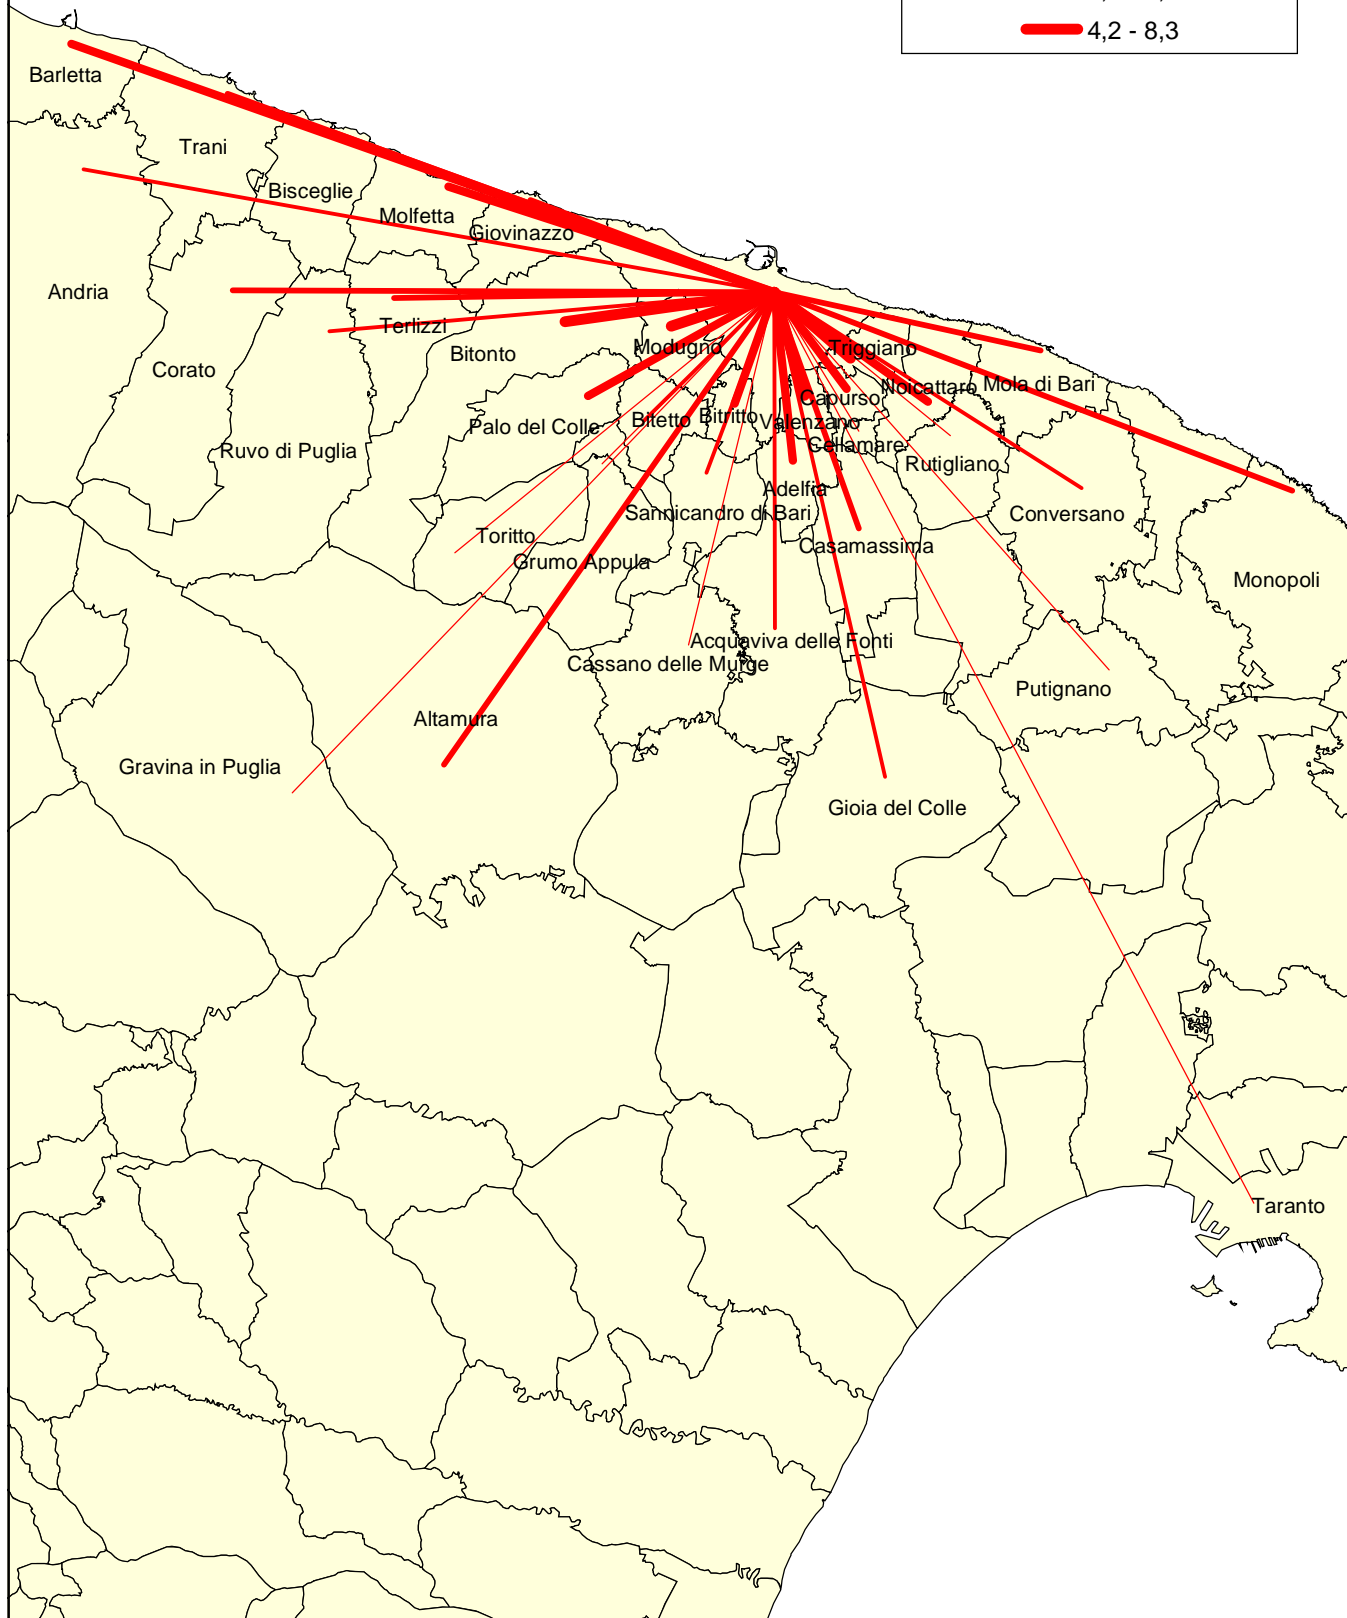 4,2 - 8,3
Barletta
Trani
Bisceglie
Molfetta
Giovinazzo
Andria
Terlizzi
Modugno
Triggiano
Bitonto
Corato
Noicattaro
Mola di Bari
Capurso
Bitritto
Bitetto
Valenzano
Palo del Colle
Cellamare
Ruvo di Puglia
Rutigliano
Adelfia
Sannicandro di Bari
Conversano
Toritto
Casamassima
Grumo Appula
Monopoli
Acquaviva delle Fonti
Cassano delle Murge
Putignano
Altamura
Gravina in Puglia
Gioia del Colle
Taranto